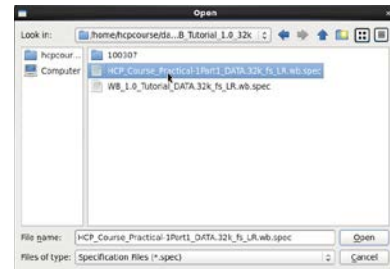 Open
Look in: /home/hcpcourse/da...B_Tutorial_1.0_32k
hcpcour... 100307
Computer HCP_Course_Practical-1Part1_DATA.32k_fs_LR.wb.spec
WB_1.0_Tutorial_DATA.32k_fs_LR.wb.spec
File name: HCP_Course_Practical-1Part1_DATA.32k_fs_LR.wb.spec Open
Files of type: Specification Files (*.spec) Cancel